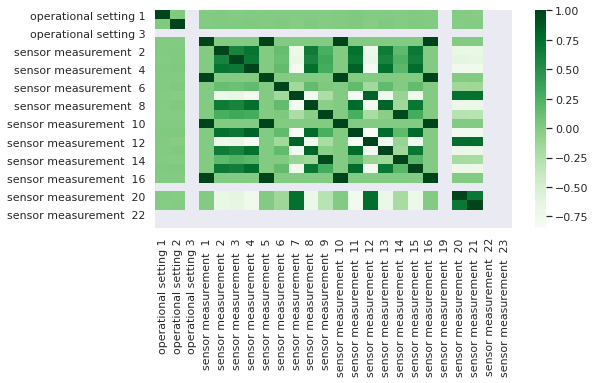 operational setting 1
operational setting 3
sensor measurement  2
sensor measurement  4
sensor measurement  6
sensor measurement  8
sensor measurement  10
sensor measurement  12
sensor measurement  14
sensor measurement  16
sensor measurement  20
sensor measurement  22
operational setting 1
operational setting 2
operational setting 3
sensor measurement  1
sensor measurement  2
sensor measurement  3
sensor measurement  4
sensor measurement  5
sensor measurement  6
sensor measurement  7
sensor measurement  8
sensor measurement  9
sensor measurement  10
sensor measurement  11
sensor measurement  12
sensor measurement  13
sensor measurement  14
sensor measurement  15
sensor measurement  16
sensor measurement  19
sensor measurement  20
sensor measurement  21
sensor measurement  22
sensor measurement  23
1.00
0.75
0.50
0.25
0.00
−0.25
−0.50
−0.75